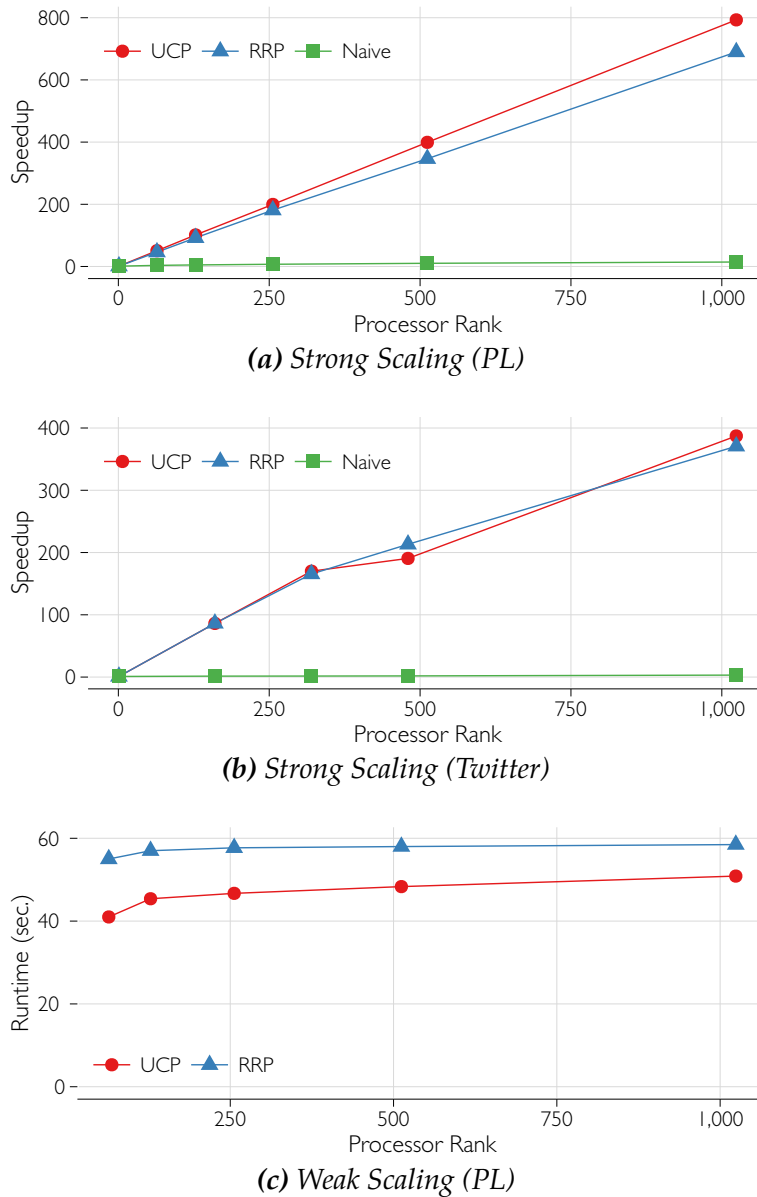 800
UCP RRP Naive
600
Speedup
400
200
0
0 250 500 750 1,000
Processor Rank
(a) Strong Scaling (PL)
400
UCP RRP Naive
300
Speedup
200
100
0
0 250 500 750 1,000
Processor Rank
(b) Strong Scaling (Twitter)
60
Runtime (sec.)
40
20
UCP RRP
0
250 500 750 1,000
Processor Rank
(c) Weak Scaling (PL)